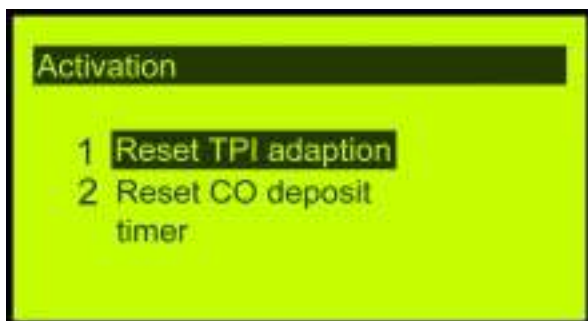 Activation
1 Reset TPI adaption
2 Reset CO deposit
timer